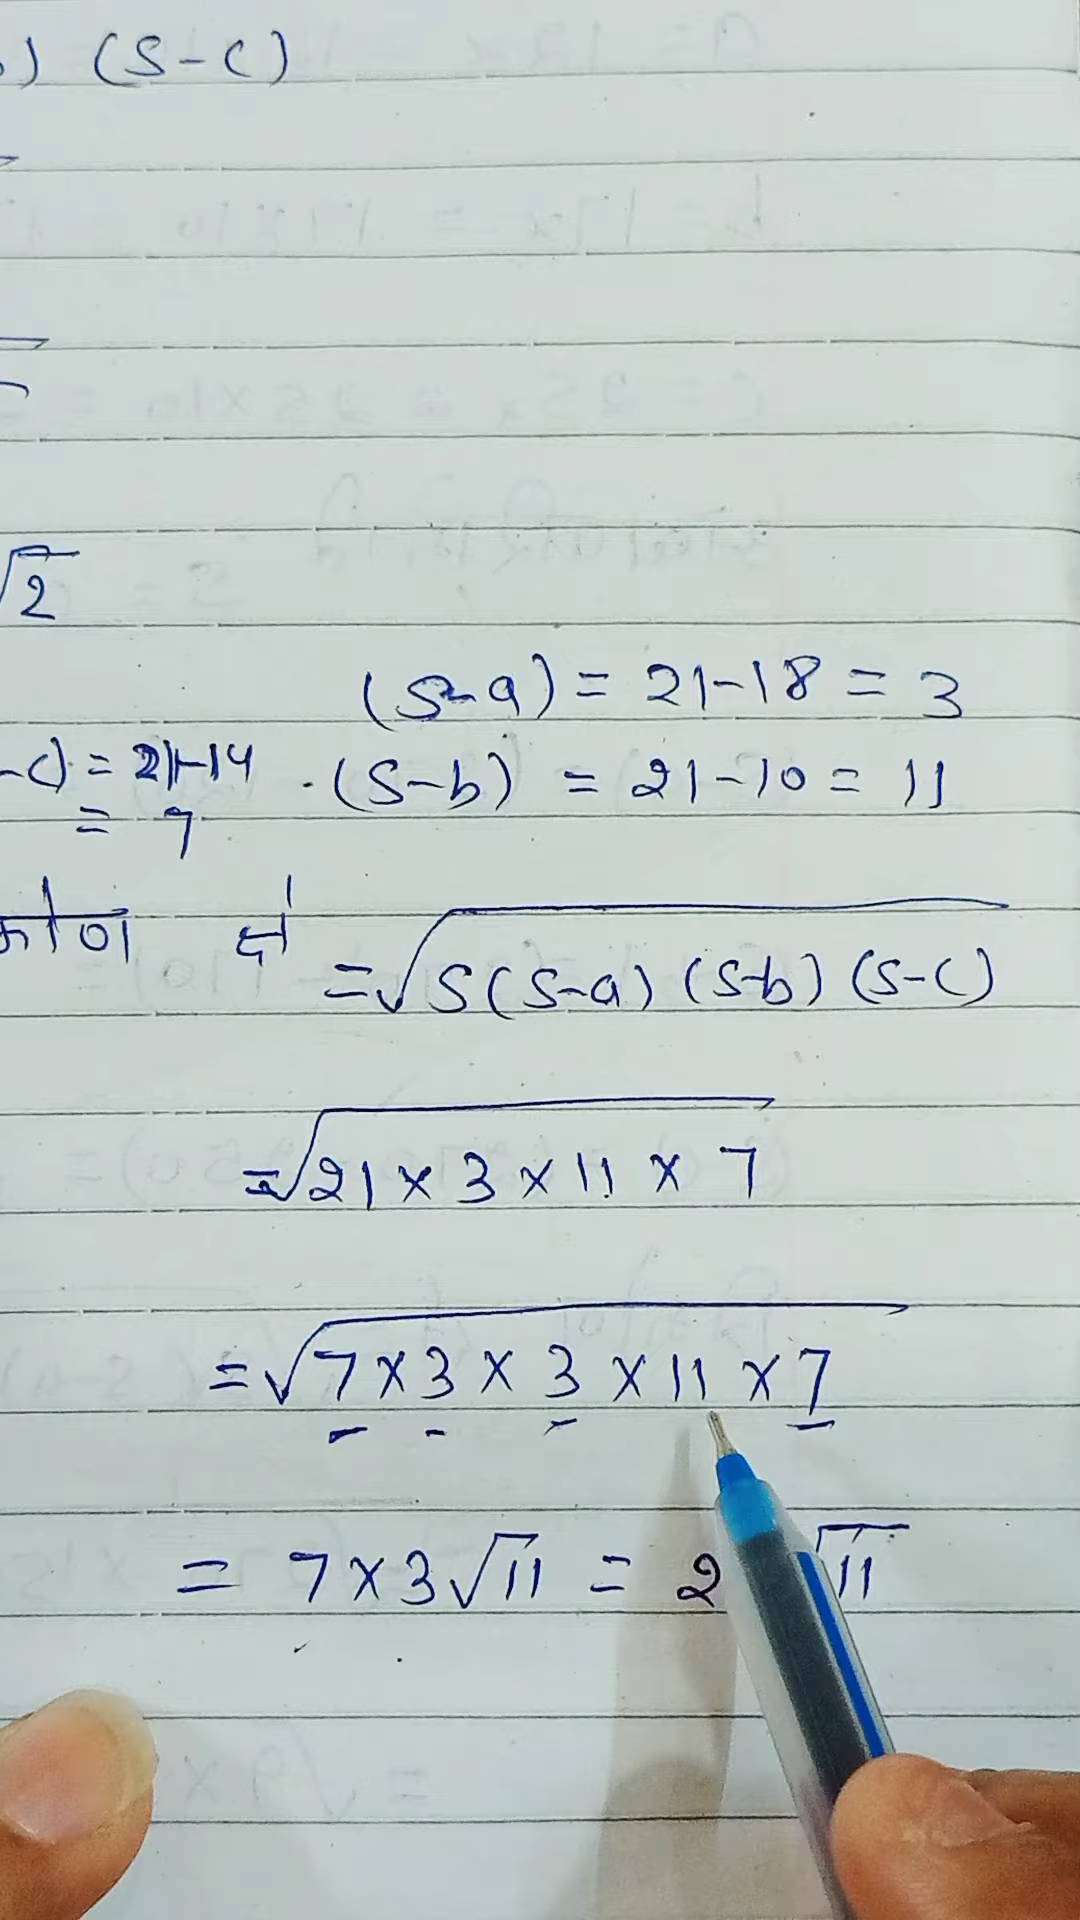 ) (S-C)
√2
(S-a) = 21-18 = 3
-C) = 21-14 (S-b) = 21-10 = 11
= 7
= √S(S-a) (S-b) (S-C)
= √21 × 3 × 11 × 7
= √7 × 3 × 3 × 11 × 7
= 7 × 3 √11 = 2 √11